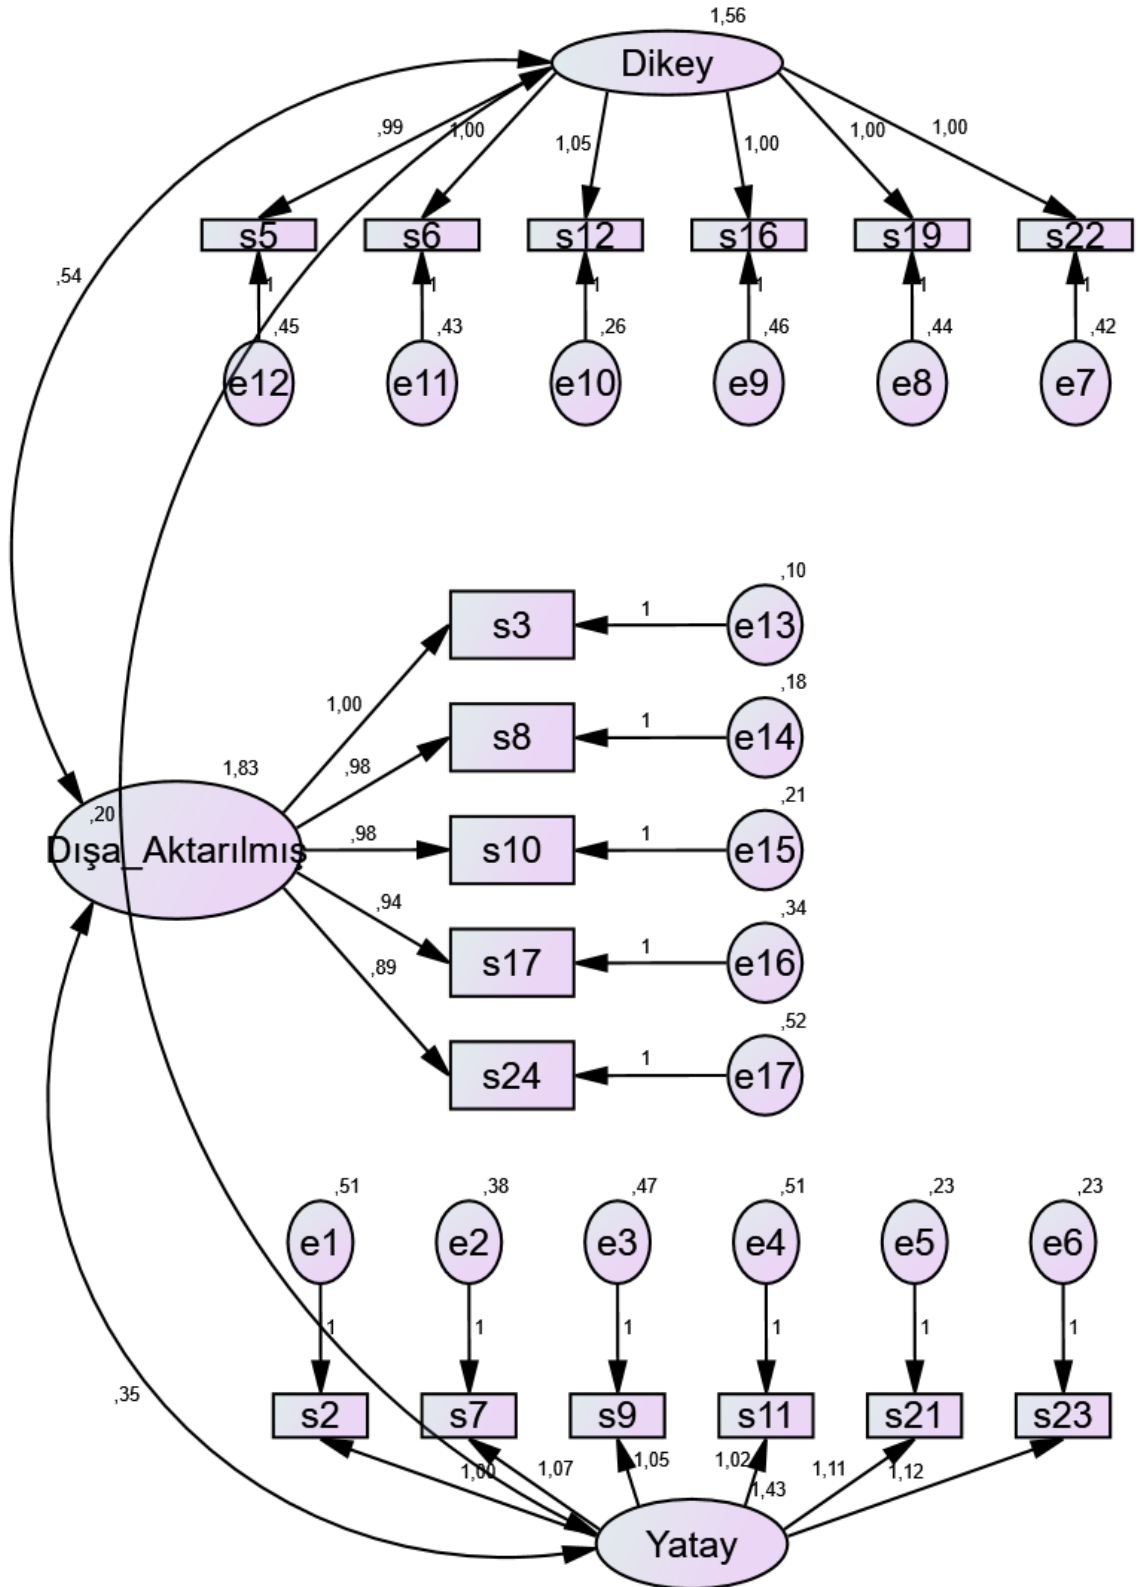 1,56
Dikey
,99
1,00
1,05
1,00
1,00
1,00
s5
s6
s12
s16
s19
s22
1
1
1
1
1
1
,54
,45
,43
,26
,46
,44
,42
e12
e11
e10
e9
e8
e7
,10
s3
1
e13
,18
1,00
s8
1
e14
,98
1,83
,21
,20
Dışa_Aktarılmış
,98
s10
1
e15
,94
,34
s17
1
e16
,89
,52
s24
1
e17
,51
,38
,47
,51
,23
,23
e1
e2
e3
e4
e5
e6
1
1
1
1
1
1
,35
s2
s7
s9
s11
s21
s23
1,00
1,07
1,05
1,02
1,11
1,12
1,43
Yatay